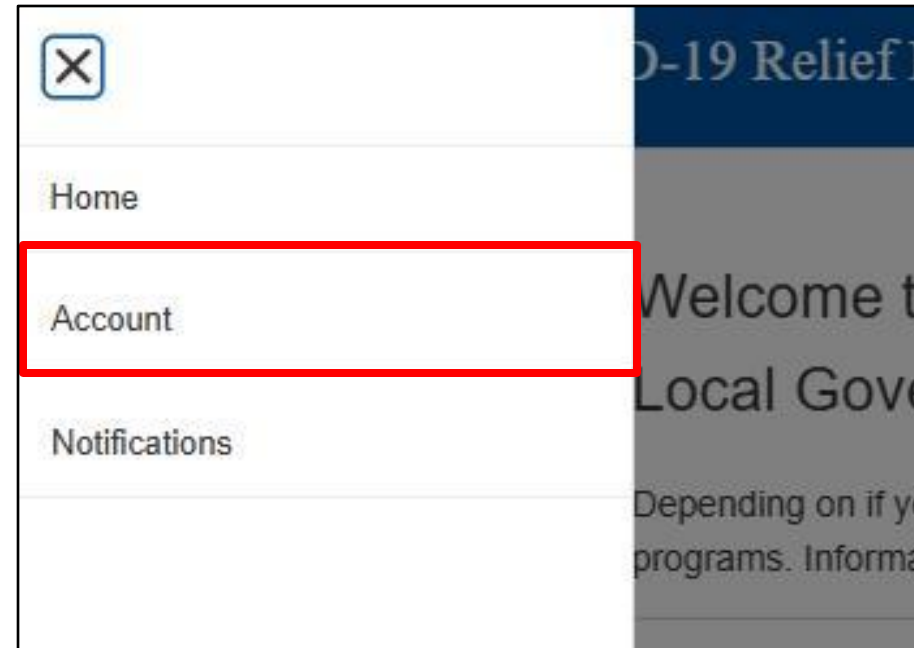 D-19 Relief
Home
Account
Notifications
Welcome t
Local Gove
Depending on if y
programs. Informa